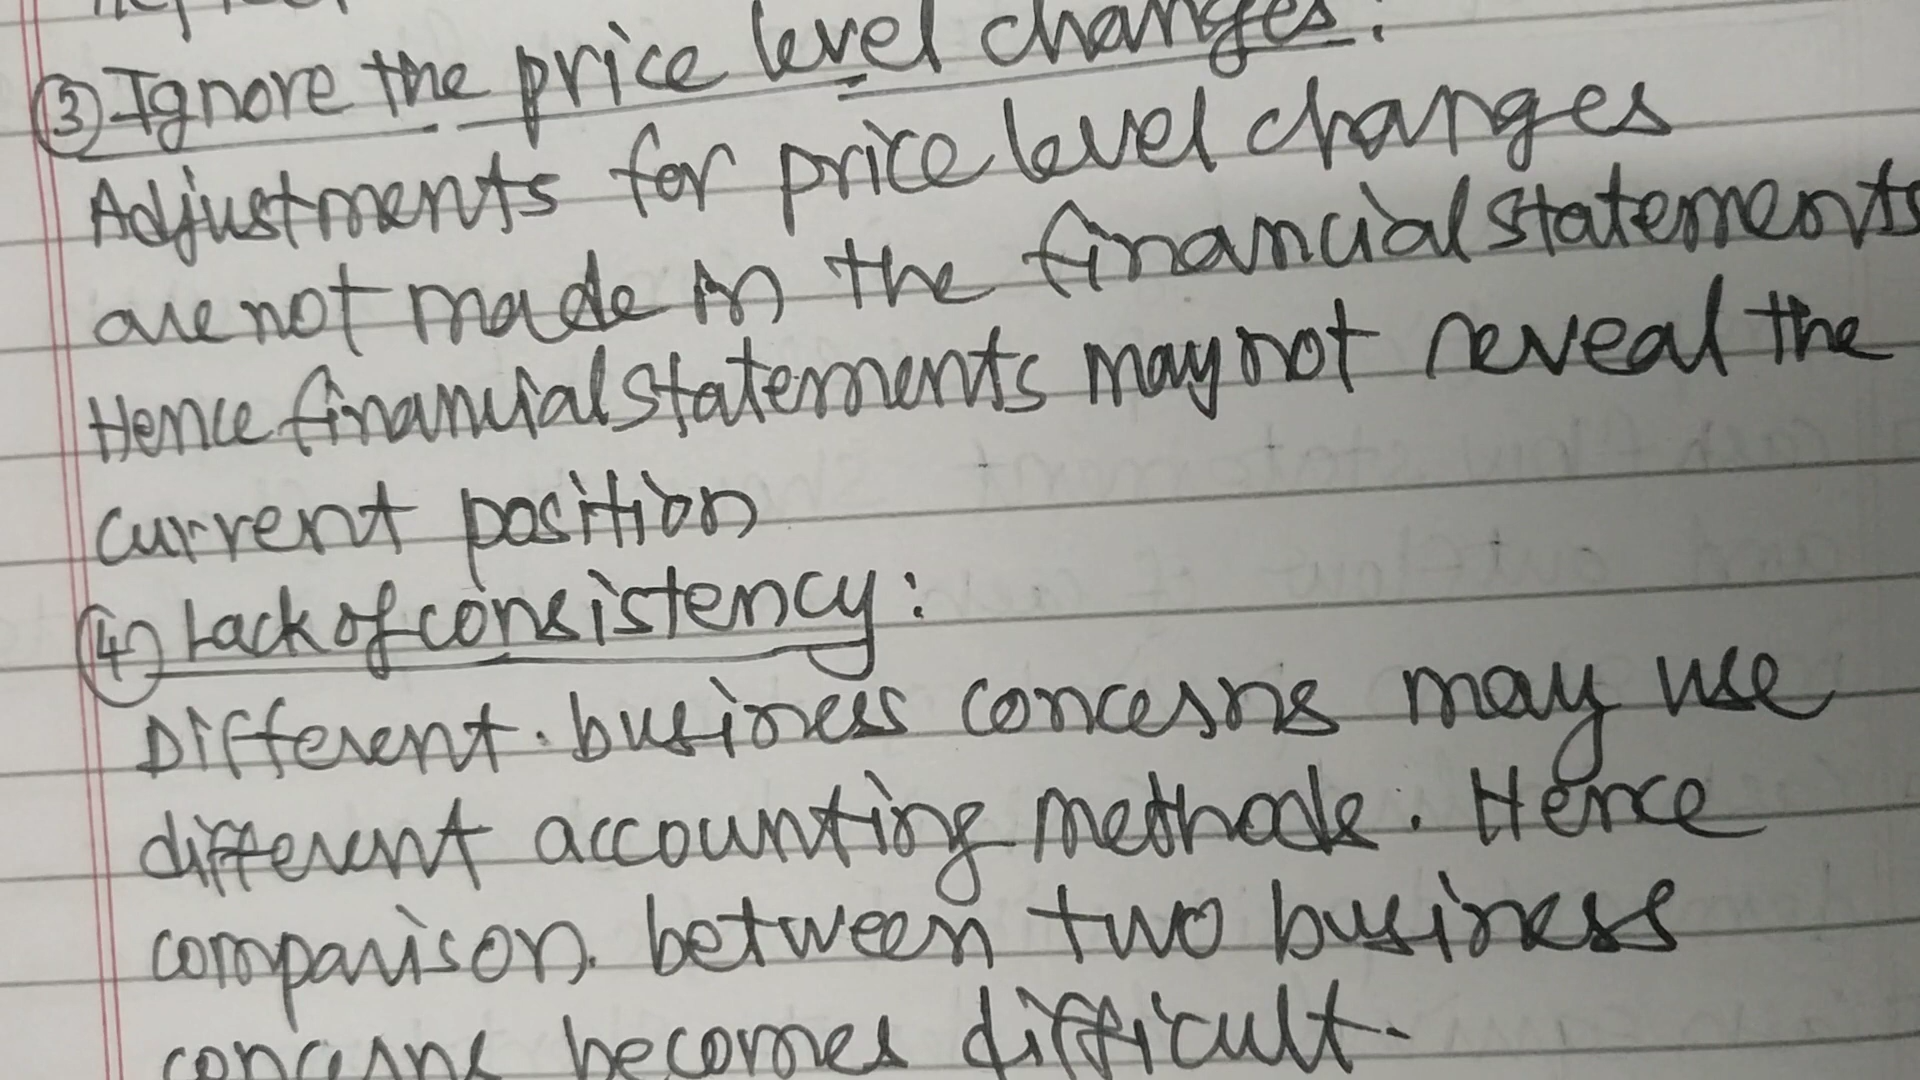 ③ Ignore the price level changes:
Adjustments for price level changes
are not made in the financial statements
Hence financial statements may not reveal the
current position
④ Lack of consistency:
Different business concerns may use
different accounting methods. Hence
comparison. between two business
concerns becomes difficult.